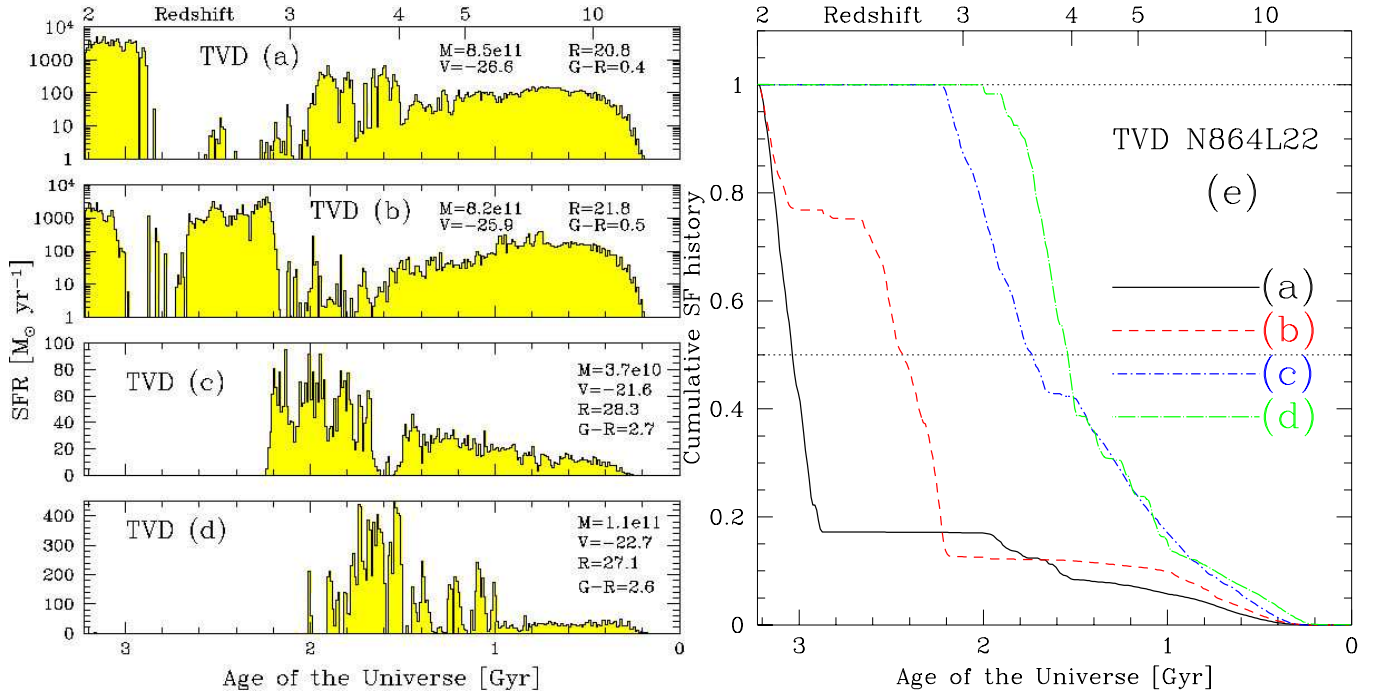 2 Redshift 3 4 5 10
10⁴
1000
100
10
1
TVD (a)
M=8.5e11 R=20.8
V=−26.6 G−R=0.4
10⁴
1000
100
10
1
TVD (b)
M=8.2e11 R=21.8
V=−25.9 G−R=0.5
SFR [M⊙ yr⁻¹]
100
80
60
40
20
0
TVD (c)
M=3.7e10
V=−21.6
R=28.3
G−R=2.7
400
300
200
100
0
TVD (d)
M=1.1e11
V=−22.7
R=27.1
G−R=2.6
3 2 1 0
Age of the Universe [Gyr]
2 Redshift 3 4 5 10
Cumulative SF history
1
0.8
0.6
0.4
0.2
0
TVD N864L22
(e)
(a)
(b)
(c)
(d)
3 2 1 0
Age of the Universe [Gyr]